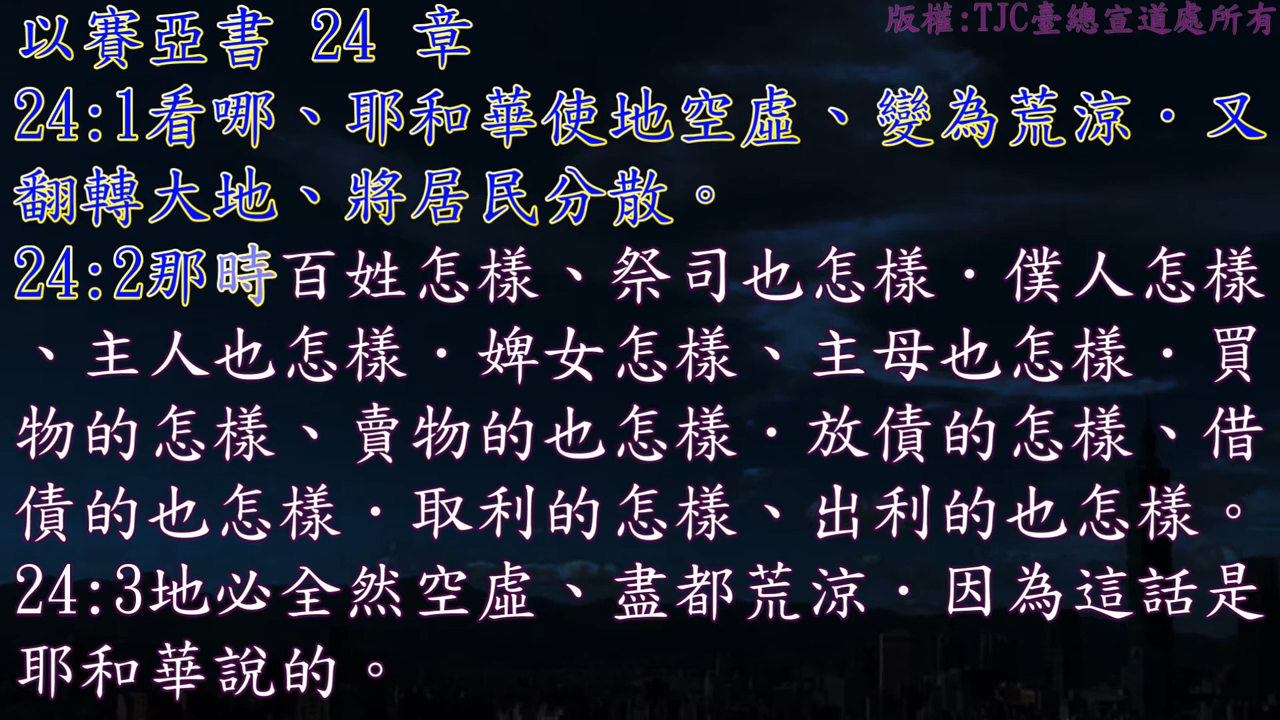 以賽亞書 24 章
版權:TJC臺總宣道處所有
24:1看哪、耶和華使地空虛、變為荒涼．又
翻轉大地、將居民分散。
24:2那時百姓怎樣、祭司也怎樣．僕人怎樣
、主人也怎樣．婢女怎樣、主母也怎樣．買
物的怎樣、賣物的也怎樣．放債的怎樣、借
債的也怎樣．取利的怎樣、出利的也怎樣。
24:3地必全然空虛、盡都荒涼．因為這話是
耶和華說的。